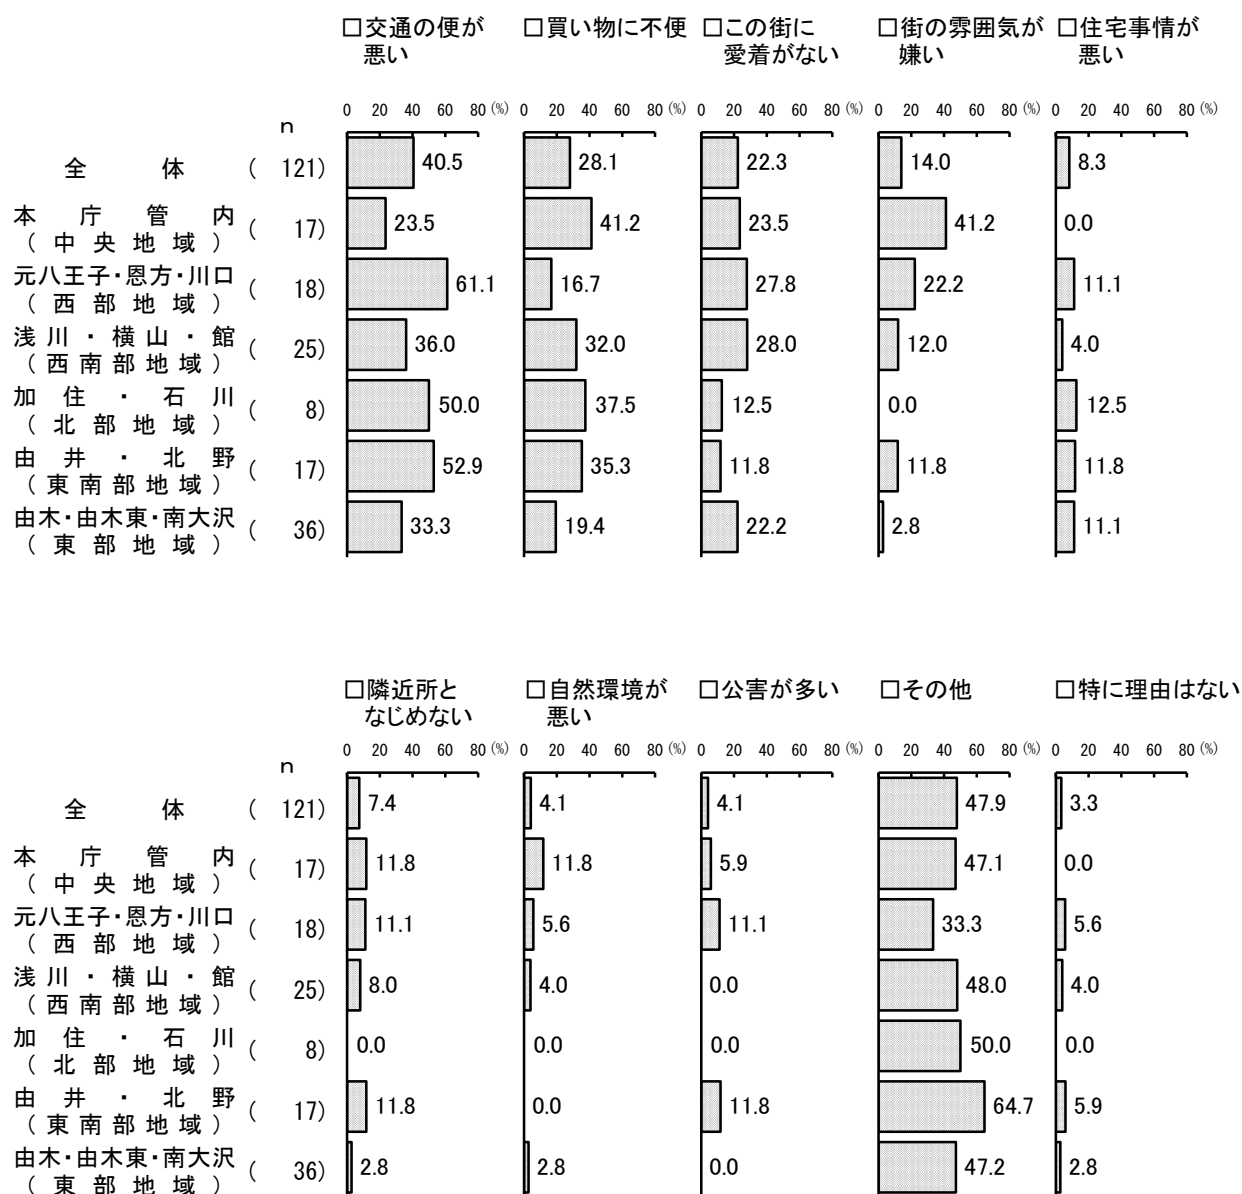 □交通の便が 悪い □買い物に不便 □この街に 愛着がない □街の雰囲気が 嫌い □住宅事情が 悪い
0 20 40 60 80 (%) 0 20 40 60 80 (%) 0 20 40 60 80 (%) 0 20 40 60 80 (%) 0 20 40 60 80 (%)
n
全体 ( 121) 40.5 28.1 22.3 14.0 8.3
本庁管内
(中央地域) ( 17) 23.5 41.2 23.5 41.2 0.0
元八王子・恩方・川口
(西部地域) ( 18) 61.1 16.7 27.8 22.2 11.1
浅川・横山・館
(西南部地域) ( 25) 36.0 32.0 28.0 12.0 4.0
加住・石川
(北部地域) ( 8) 50.0 37.5 12.5 0.0 12.5
由井・北野
(東南部地域) ( 17) 52.9 35.3 11.8 11.8 11.8
由木・由木東・南大沢
(東部地域) ( 36) 33.3 19.4 22.2 2.8 11.1
□隣近所と なじめない □自然環境が 悪い □公害が多い □その他 □特に理由はない
0 20 40 60 80 (%) 0 20 40 60 80 (%) 0 20 40 60 80 (%) 0 20 40 60 80 (%) 0 20 40 60 80 (%)
n
全体 ( 121) 7.4 4.1 4.1 47.9 3.3
本庁管内
(中央地域) ( 17) 11.8 11.8 5.9 47.1 0.0
元八王子・恩方・川口
(西部地域) ( 18) 11.1 5.6 11.1 33.3 5.6
浅川・横山・館
(西南部地域) ( 25) 8.0 4.0 0.0 48.0 4.0
加住・石川
(北部地域) ( 8) 0.0 0.0 0.0 50.0 0.0
由井・北野
(東南部地域) ( 17) 11.8 0.0 11.8 64.7 5.9
由木・由木東・南大沢
(東部地域) ( 36) 2.8 2.8 0.0 47.2 2.8